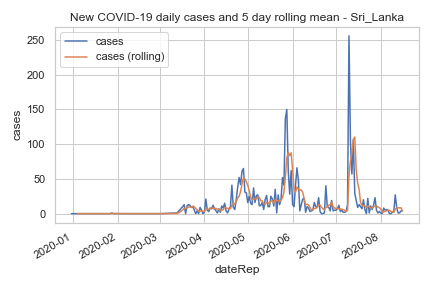 New COVID-19 daily cases and 5 day rolling mean - Sri_Lanka
cases
cases (rolling)
250
200
150
100
50
0
cases
2020-01
2020-02
2020-03
2020-04
2020-05
2020-06
2020-07
2020-08
dateRep